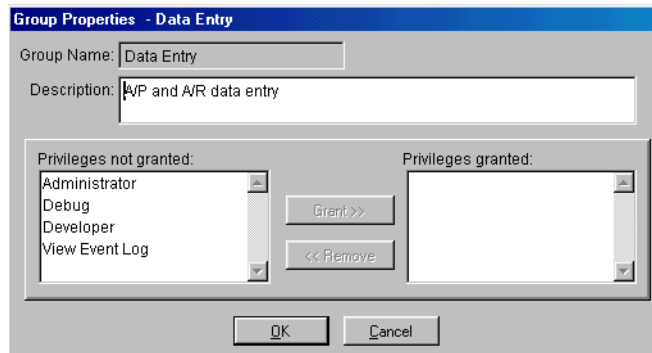 Group Properties - Data Entry
Group Name: Data Entry
Description: A/P and A/R data entry
Privileges not granted:
Administrator
Debug
Developer
View Event Log
Grant >>
<< Remove
Privileges granted:
OK
Cancel